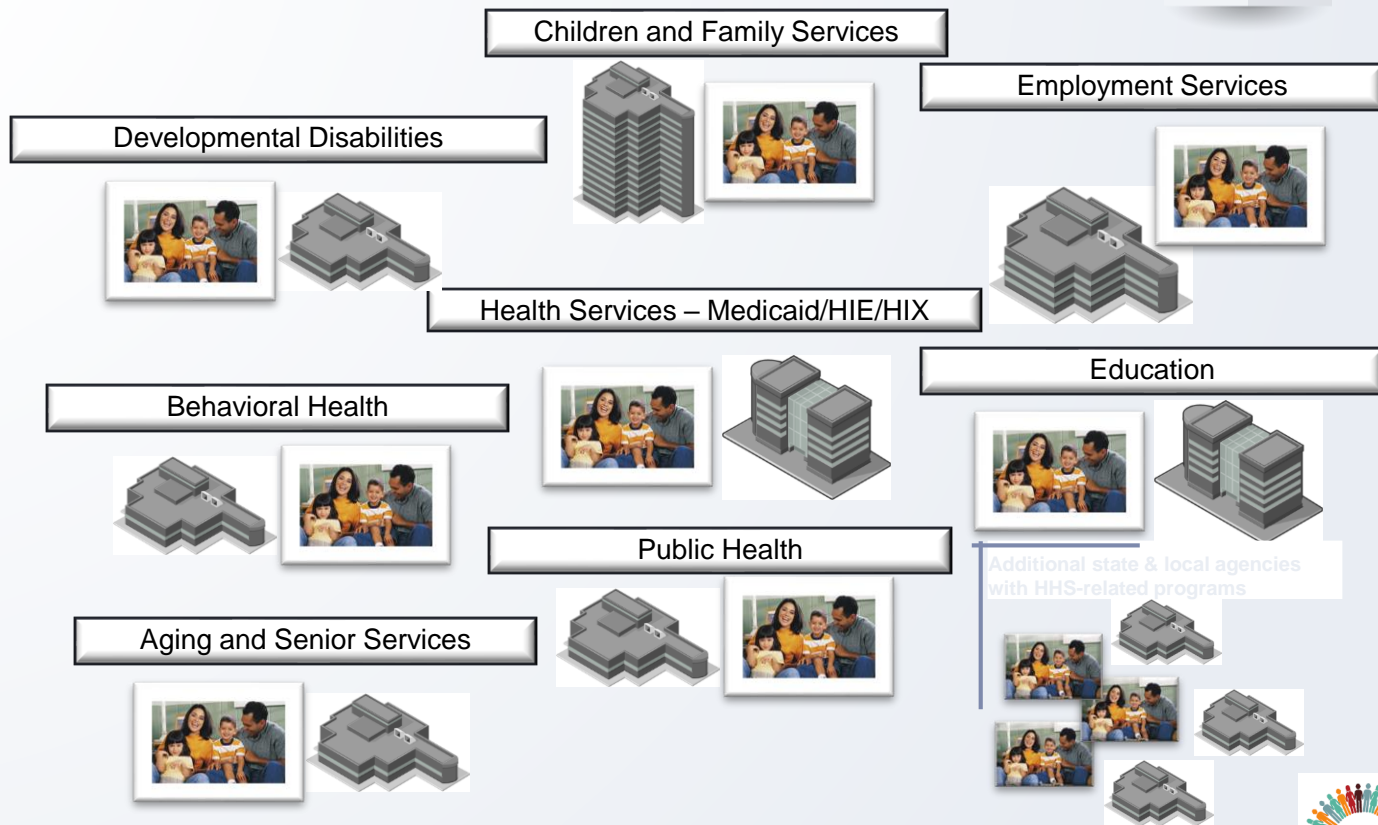 Children and Family Services
Employment Services
Developmental Disabilities
Health Services – Medicaid/HIE/HIX
Education
Behavioral Health
Public Health
Additional state & local agencies
with HHS-related programs
Aging and Senior Services